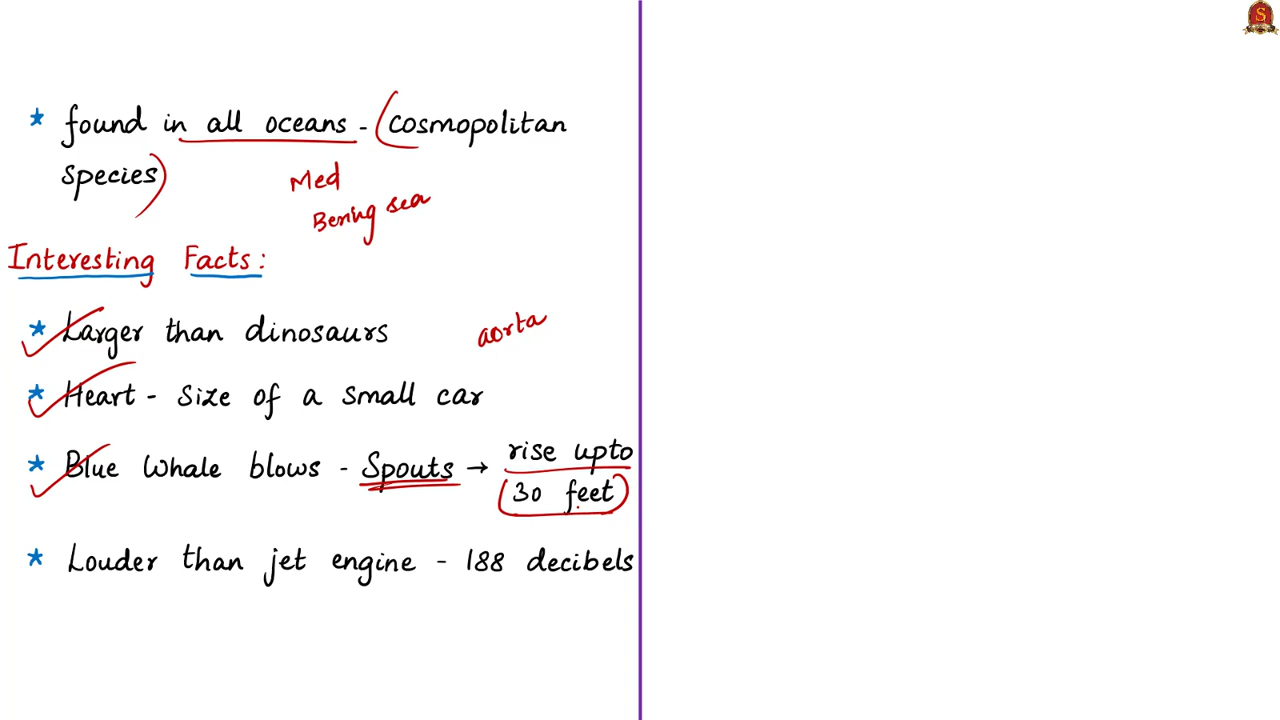 * found in all oceans - (cosmopolitan
species)
Med
Bering sea
Interesting Facts:
* Larger than dinosaurs
aorta
* Heart - Size of a small car
* Blue Whale blows - Spouts → rise upto
30 feet
* Louder than jet engine - 188 decibels
S